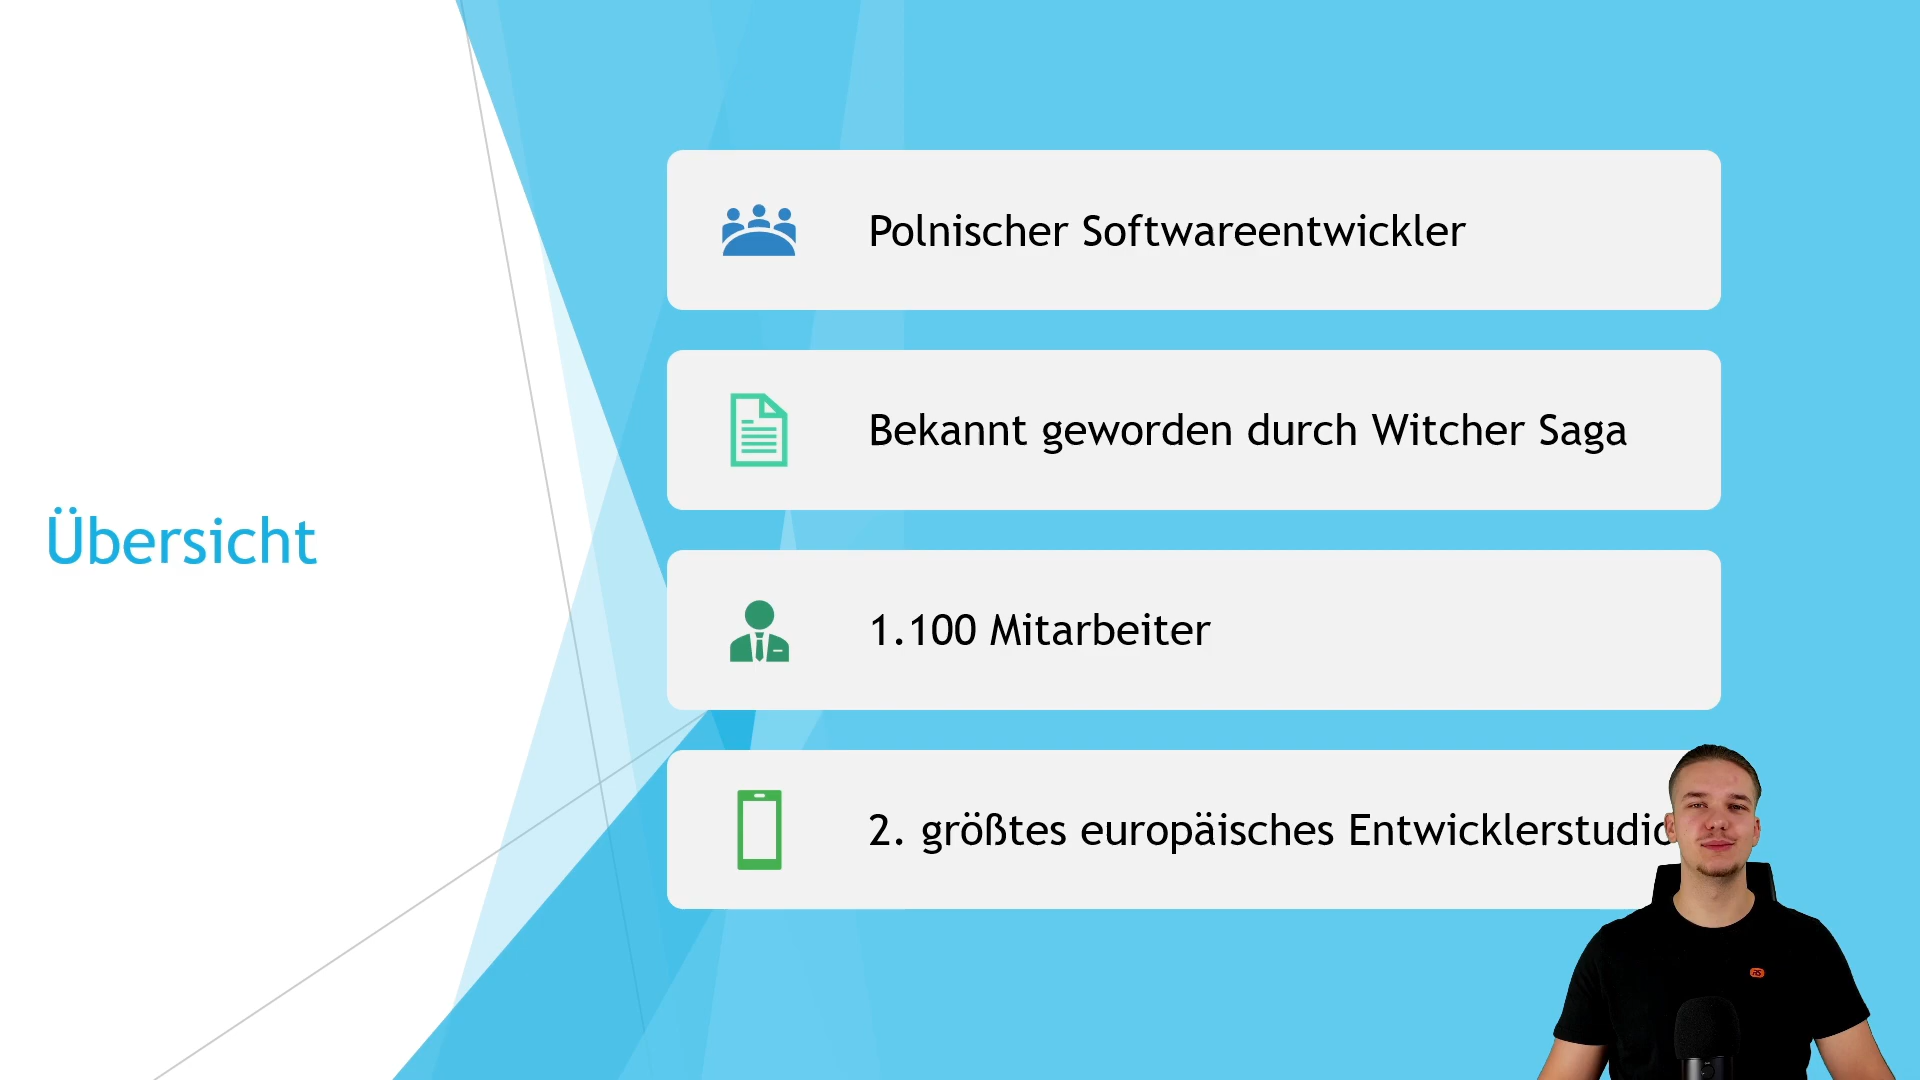 Übersicht
Polnischer Softwareentwickler
Bekannt geworden durch Witcher Saga
1.100 Mitarbeiter
2. größtes europäisches Entwicklerstudio